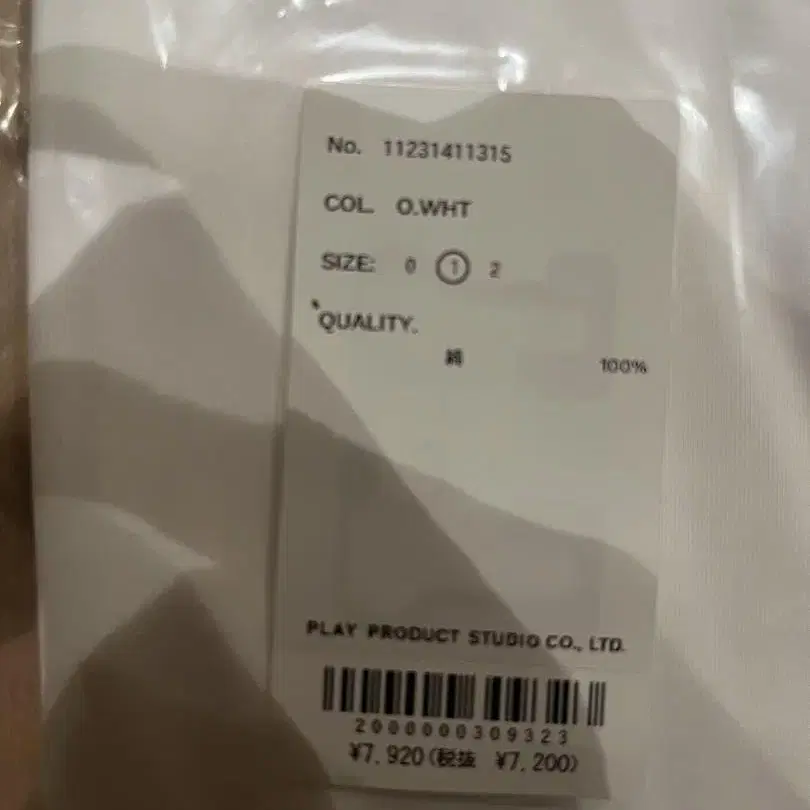 No. 11231411315
COL. O.WHT
SIZE: 0 1 2
QUALITY.
綿 100%
PLAY PRODUCT STUDIO CO., LTD.
2000000309323
¥7,920(税抜 ¥7,200)